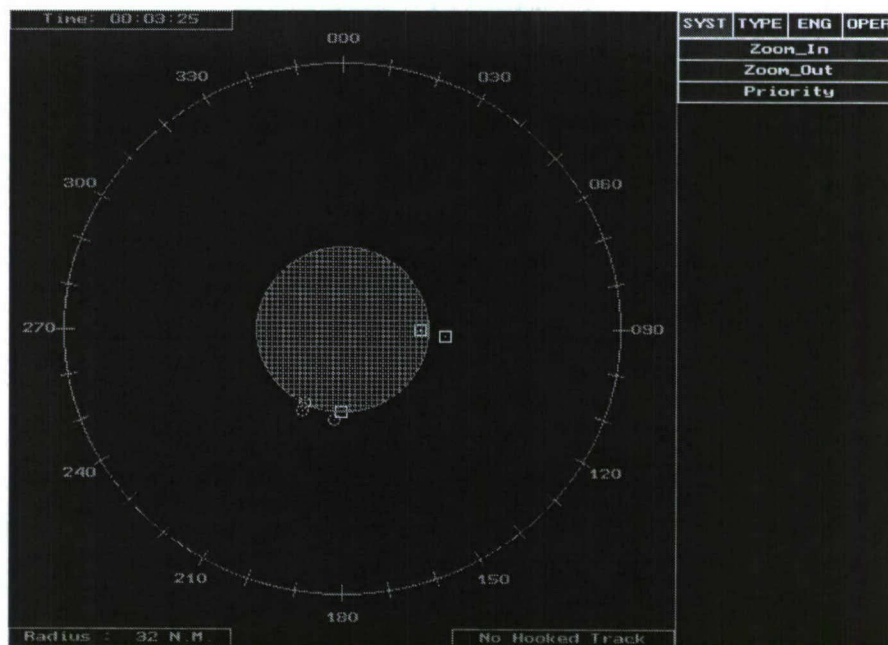 Time: 00:03:25
SYST TYPE ENG OPER
Zoom_In
Zoom_Out
Priority
000
330 030
300 060
270 090
240 120
210 150
180
Radius : 32 N.M.
No Hooked Track